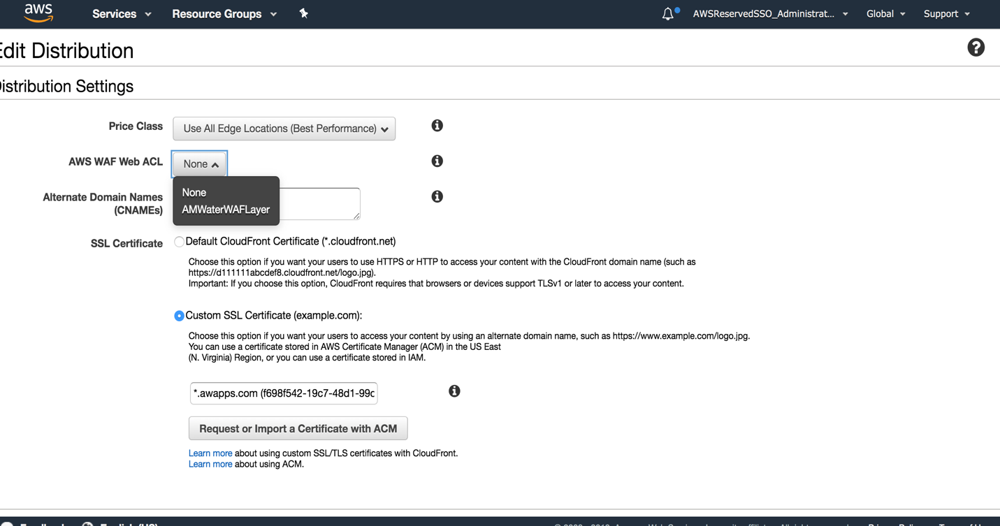 aws Services Resource Groups AWSReservedSSO_Administrat... Global Support
Edit Distribution
Distribution Settings
Price Class Use All Edge Locations (Best Performance)
AWS WAF Web ACL None
None
AMWaterWAFLayer
Alternate Domain Names
(CNAMEs)
SSL Certificate Default CloudFront Certificate (*.cloudfront.net)
Choose this option if you want your users to use HTTPS or HTTP to access your content with the CloudFront domain name (such as
https://d111111abcdef8.cloudfront.net/logo.jpg).
Important: If you choose this option, CloudFront requires that browsers or devices support TLSv1 or later to access your content.
Custom SSL Certificate (example.com):
Choose this option if you want your users to access your content by using an alternate domain name, such as https://www.example.com/logo.jpg.
You can use a certificate stored in AWS Certificate Manager (ACM) in the US East
(N. Virginia) Region, or you can use a certificate stored in IAM.
*.awapps.com (f698f542-19c7-48d1-99c
Request or Import a Certificate with ACM
Learn more about using custom SSL/TLS certificates with CloudFront.
Learn more about using ACM.